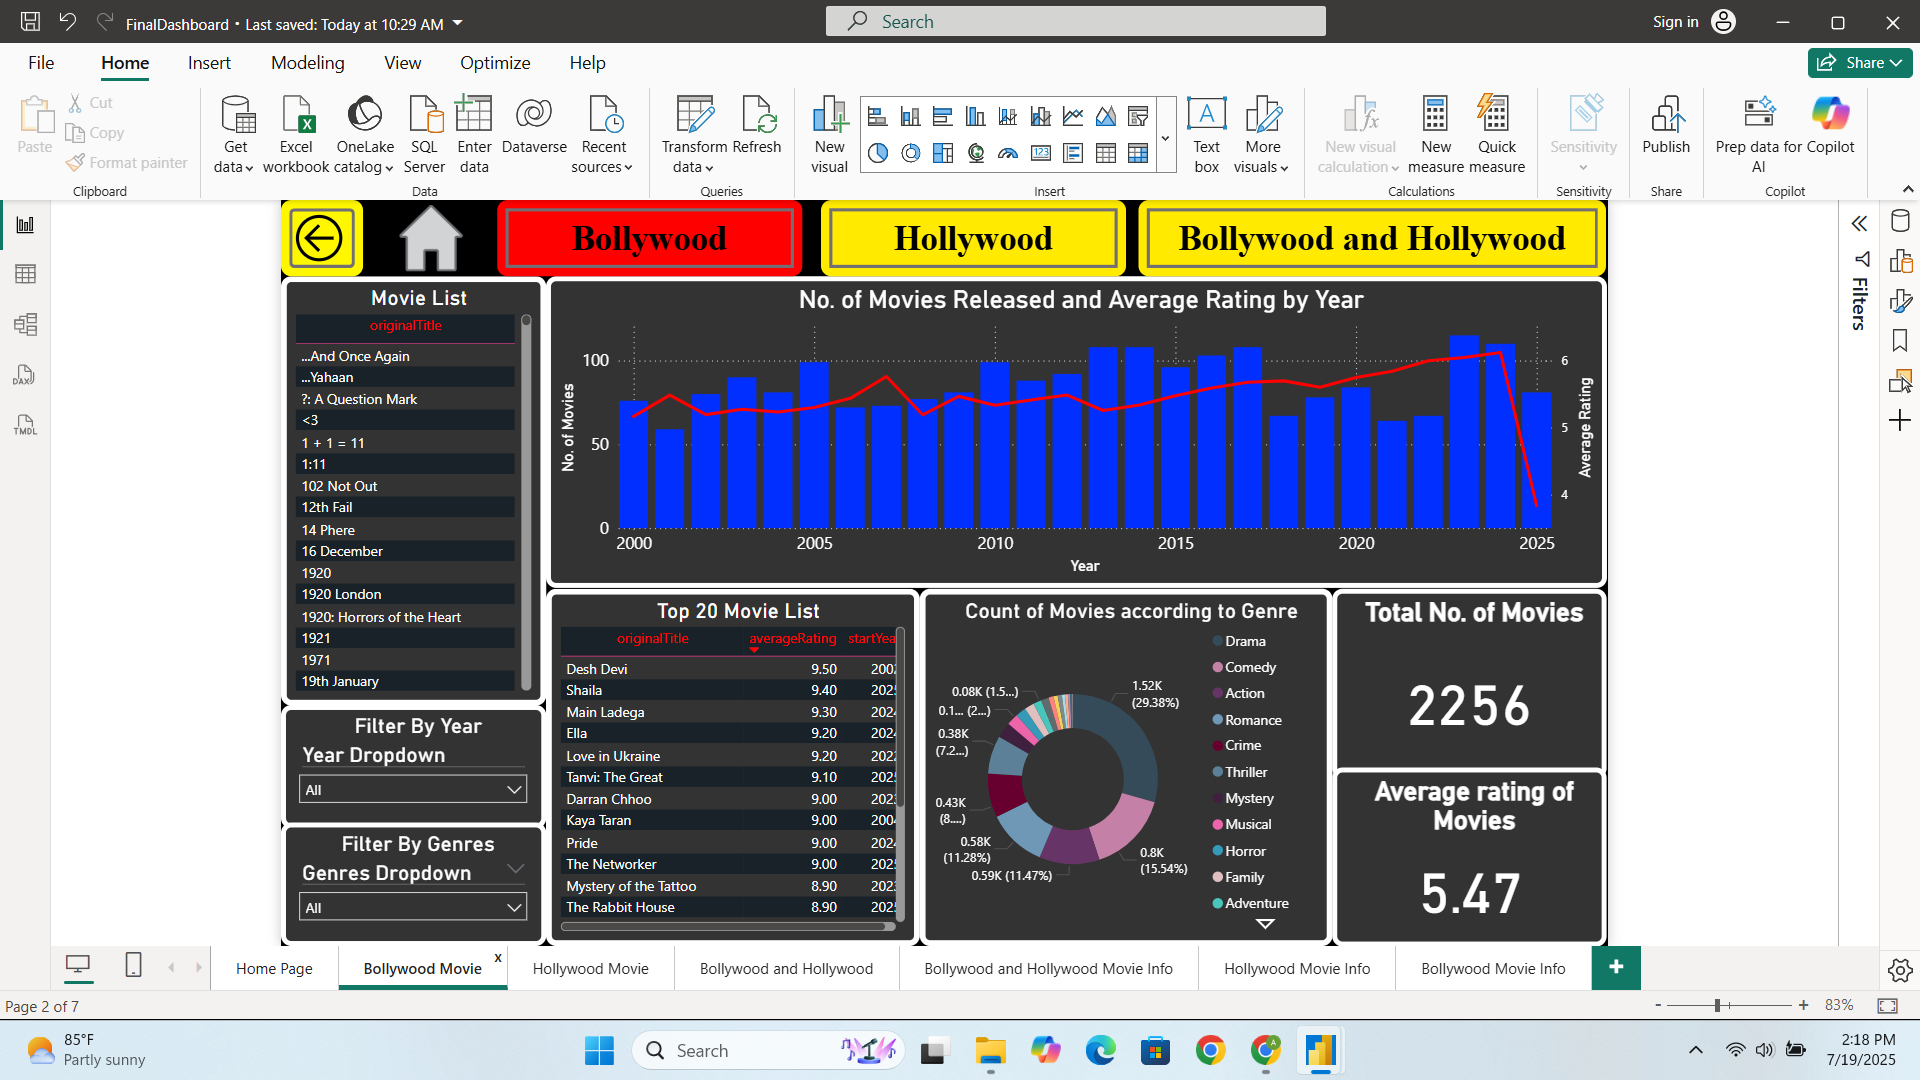 FinalDashboard • Last saved: Today at 10:29 AM
Search
Sign in
File
Home
Insert
Modeling
View
Optimize
Help
Share
Paste
Cut
Copy
Format painter
Clipboard
Get data
Excel workbook
OneLake catalog
SQL Server
Enter data
Dataverse
Recent sources
Data
Transform data
Refresh
Queries
New visual
Text box
More visuals
Insert
New visual calculation
New measure
Quick measure
Calculations
Sensitivity
Sensitivity
Publish
Share
Prep data for AI
Copilot
Copilot
Bollywood
Hollywood
Bollywood and Hollywood
Filters
Movie List
originalTitle
...And Once Again
...Yahaan
?: A Question Mark
<3
1 + 1 = 11
1:11
102 Not Out
12th Fail
14 Phere
16 December
1920
1920 London
1920: Horrors of the Heart
1921
1971
19th January
Filter By Year
Year Dropdown
All
Filter By Genres
Genres Dropdown
All
No. of Movies Released and Average Rating by Year
No. of Movies
100
50
0
2000
2005
2010
2015
2020
2025
Year
6
5
4
Average Rating
Top 20 Movie List
originalTitle averageRating startYea
Desh Devi 9.50 200
Shaila 9.40 202
Main Ladega 9.30 202
Ella 9.20 202
Love in Ukraine 9.20 202
Tanvi: The Great 9.10 202
Darran Chhoo 9.00 202
Kaya Taran 9.00 200
Pride 9.00 202
The Networker 9.00 202
Mystery of the Tattoo 8.90 202
The Rabbit House 8.90 202
Count of Movies according to Genre
1.52K (29.38%)
0.8K (15.54%)
0.59K (11.47%)
0.58K (11.28%)
0.43K (8....)
0.38K (7.2...)
0.1... (2...)
0.08K (1.5...)
Drama
Comedy
Action
Romance
Crime
Thriller
Mystery
Musical
Horror
Family
Adventure
Total No. of Movies
2256
Average rating of Movies
5.47
Home Page
Bollywood Movie
x
Hollywood Movie
Bollywood and Hollywood
Bollywood and Hollywood Movie Info
Hollywood Movie Info
Bollywood Movie Info
+
Page 2 of 7
- + 83%
85°F
Partly sunny
Search
2:18 PM
7/19/2025